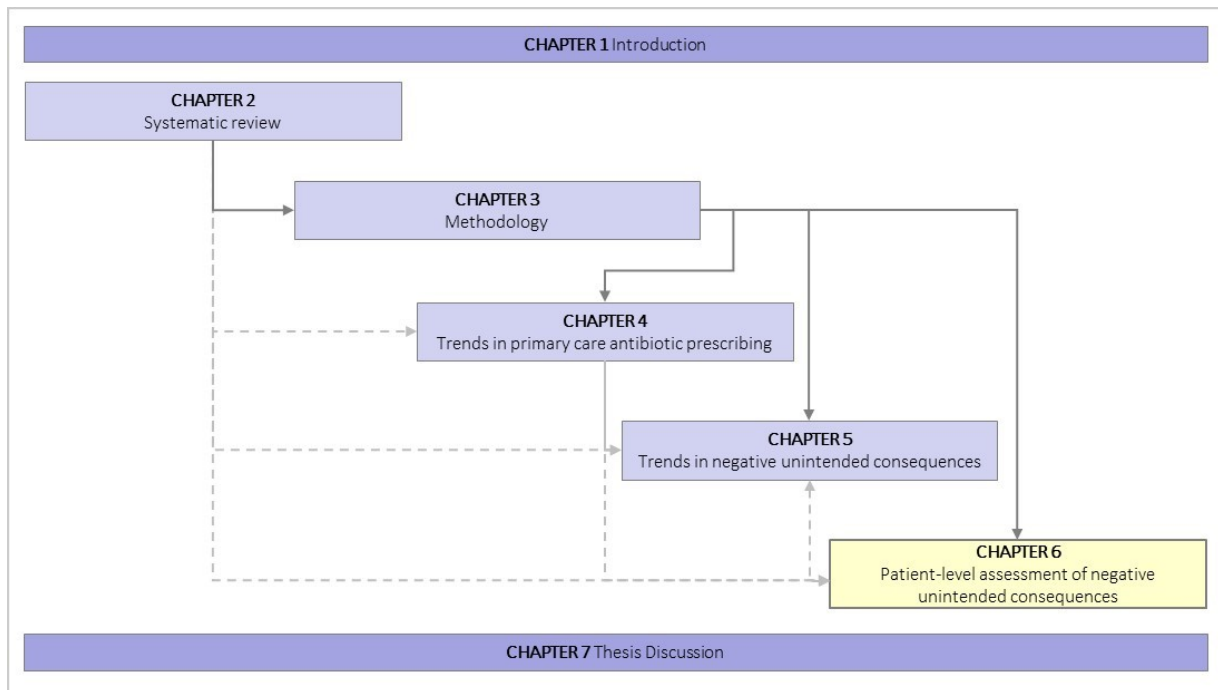 CHAPTER 1 Introduction
CHAPTER 2
Systematic review
CHAPTER 3
Methodology
CHAPTER 4
Trends in primary care antibiotic prescribing
CHAPTER 5
Trends in negative unintended consequences
CHAPTER 6
Patient-level assessment of negative
unintended consequences
CHAPTER 7 Thesis Discussion